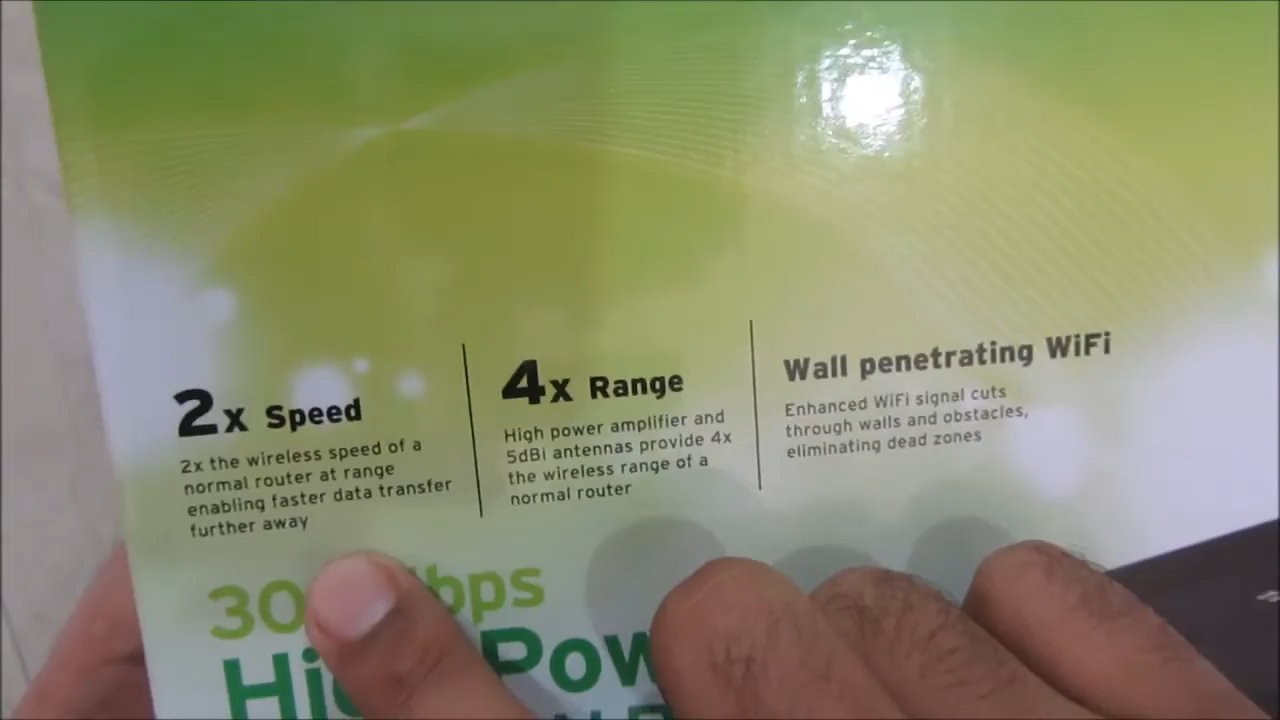 2x Speed
2x the wireless speed of a
normal router at range
enabling faster data transfer
further away
4x Range
High power amplifier and
5dBi antennas provide 4x
the wireless range of a
normal router
Wall penetrating WiFi
Enhanced WiFi signal cuts
through walls and obstacles,
eliminating dead zones